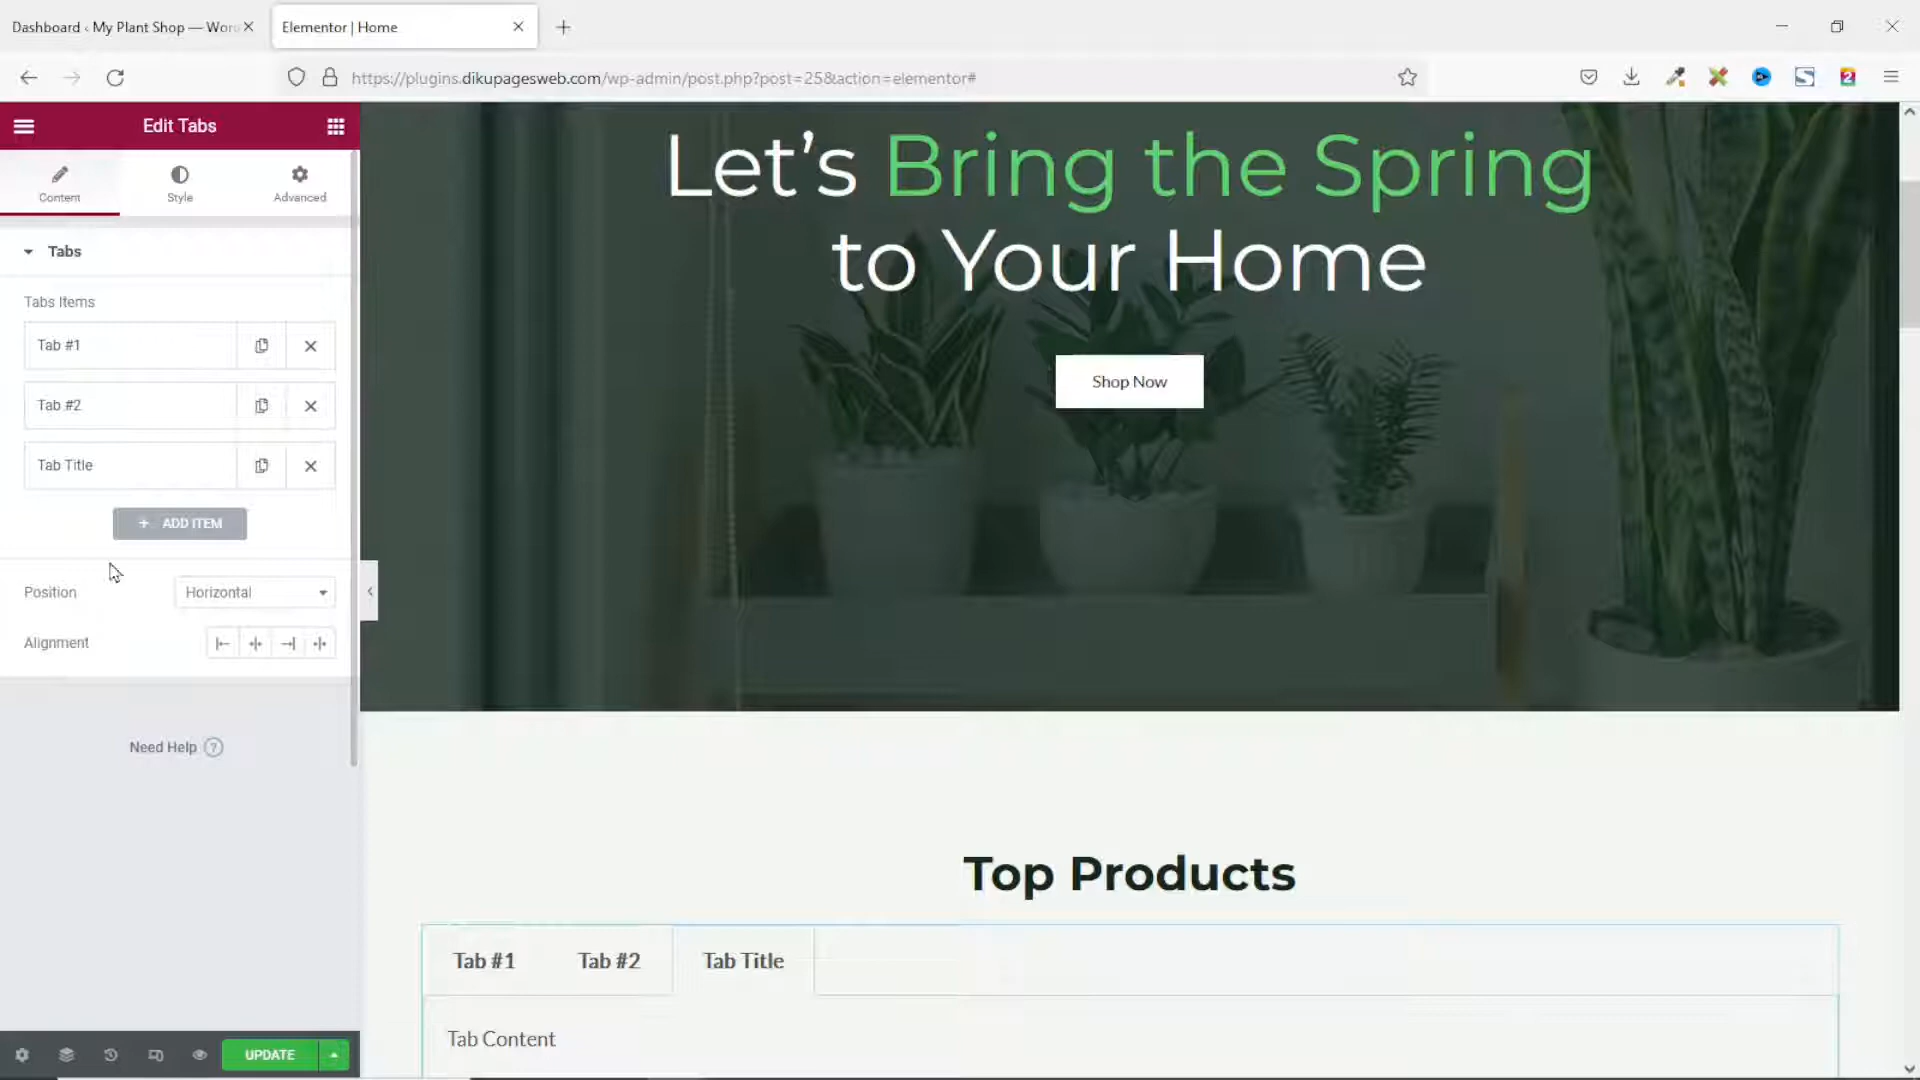 Dashboard ‹ My Plant Shop — Wor
Elementor | Home
https://plugins.dikupagesweb.com/wp-admin/post.php?post=25&action=elementor#
2
Edit Tabs
Content
Style
Advanced
Tabs
Tabs Items
Tab #1
Tab #2
Tab Title
+ ADD ITEM
Position
Horizontal
Alignment
Need Help ?
UPDATE
Let’s Bring the Spring
to Your Home
Shop Now
Top Products
Tab #1
Tab #2
Tab Title
Tab Content